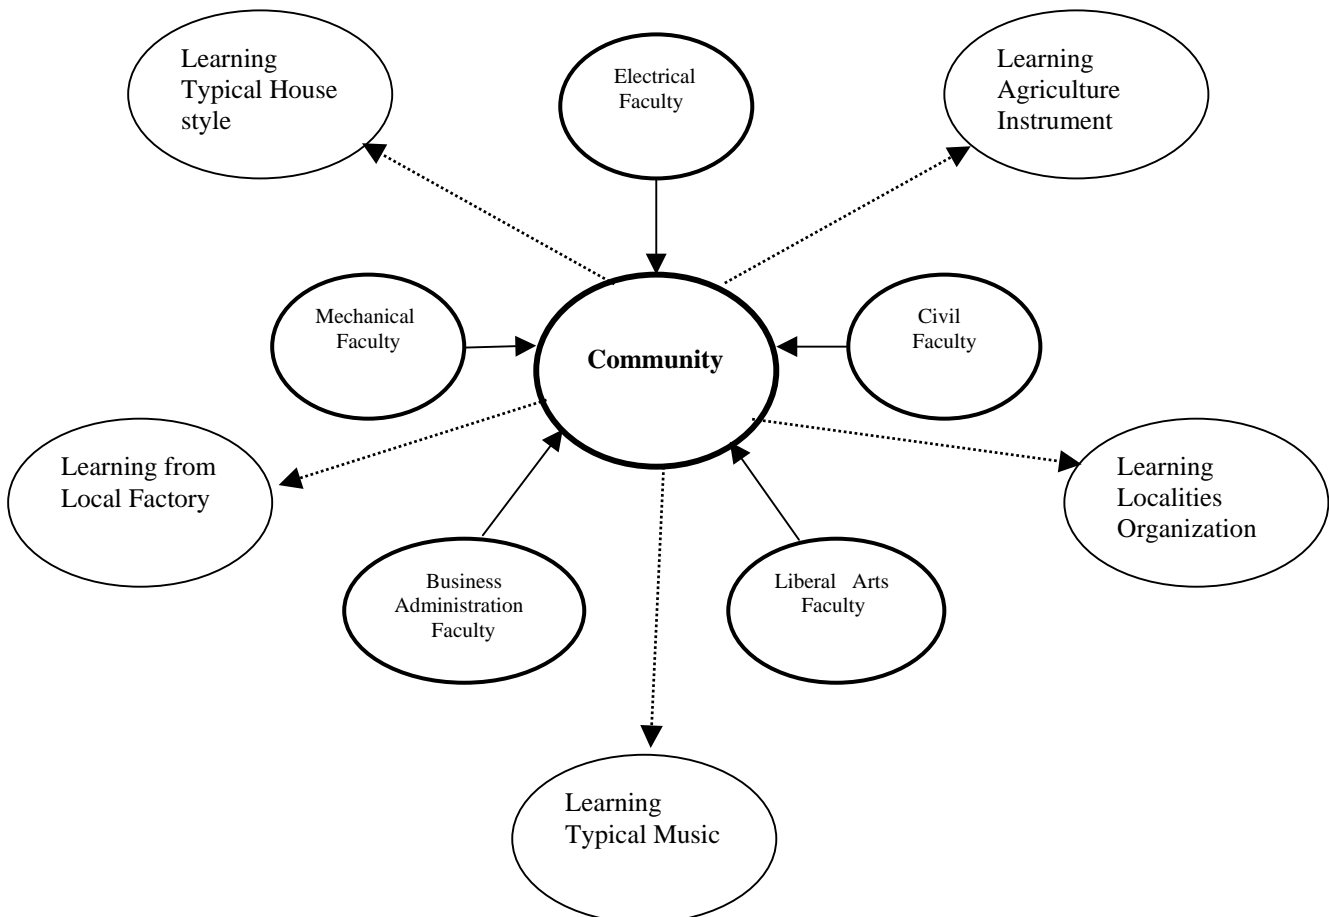 Learning
Typical House
style
Electrical
Faculty
Learning
Agriculture
Instrument
Mechanical
Faculty
Community
Civil
Faculty
Learning from
Local Factory
Learning
Localities
Organization
Business
Administration
Faculty
Liberal Arts
Faculty
Learning
Typical Music